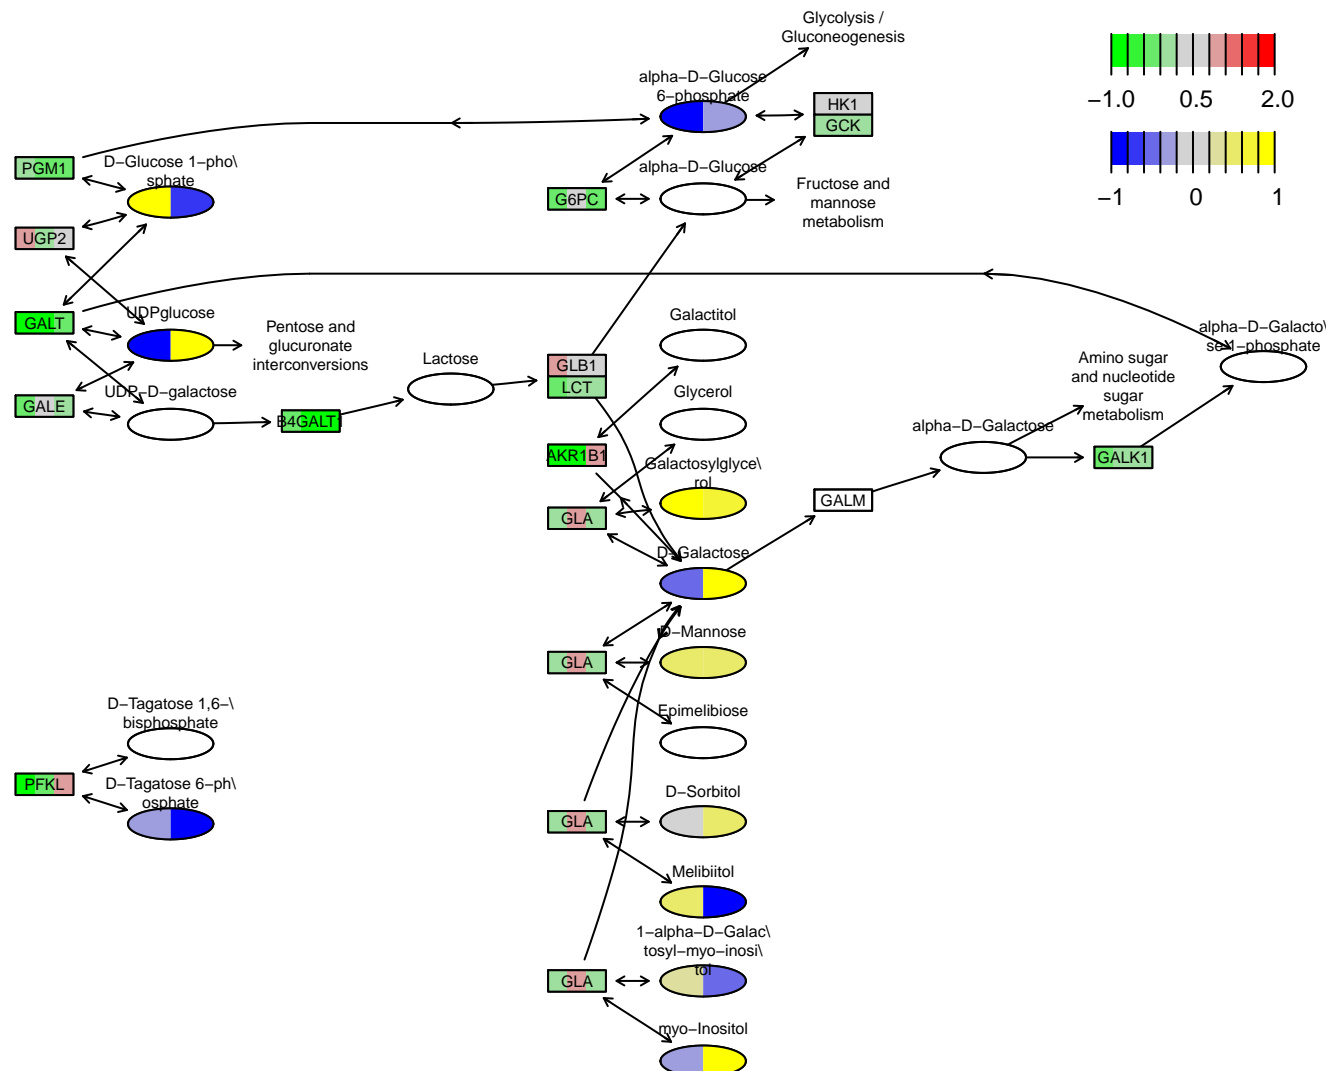 Glycolysis /
Gluconeogenesis
−1.0 0.5 2.0
−1 0 1
alpha−D−Glucose
6−phosphate
HK1
GCK
PGM1
D−Glucose 1−pho\
sphate
alpha−D−Glucose
G6PC
Fructose and
mannose
metabolism
UGP2
GALT
UDPglucose
Pentose and
glucuronate
interconversions
GALE
UDP−D−galactose
B4GALT1
Lactose
GLB1
LCT
Galactitol
Glycerol
AKR1B1
Galactosylglyce\
rol
GLA
D−Galactose
GALM
alpha−D−Galactose
Amino sugar
and nucleotide
sugar
metabolism
GALK1
alpha−D−Galacto\
se 1−phosphate
D−Mannose
GLA
Epimelibiose
D−Tagatose 1,6−\
bisphosphate
PFKL
D−Tagatose 6−ph\
osphate
D−Sorbitol
GLA
Melibiitol
1−alpha−D−Galac\
tosyl−myo−inosi\
tol
GLA
myo−Inositol